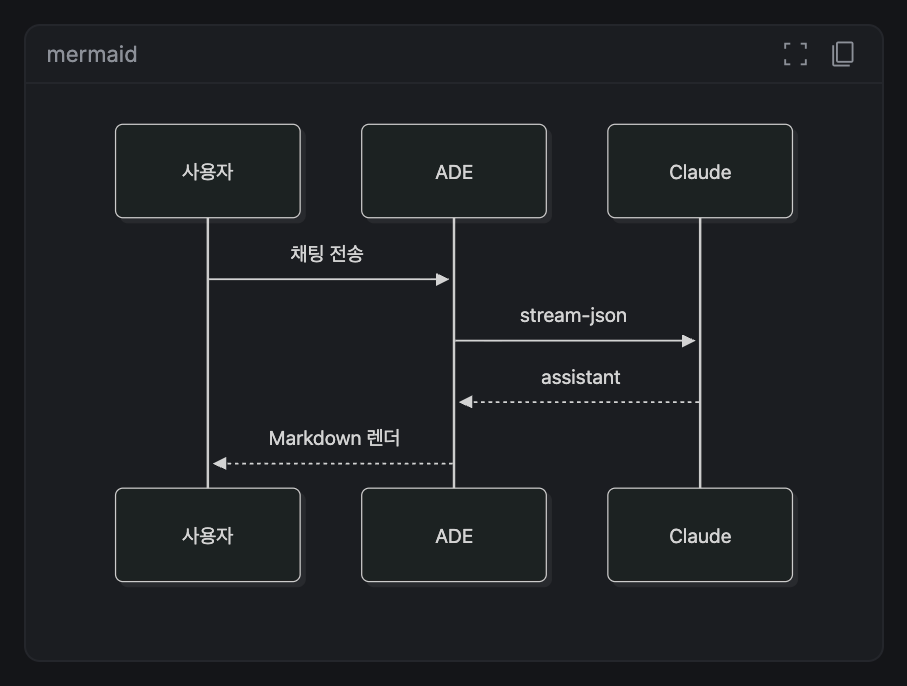 mermaid
사용자
ADE
Claude
채팅 전송
stream-json
assistant
Markdown 렌더
사용자
ADE
Claude